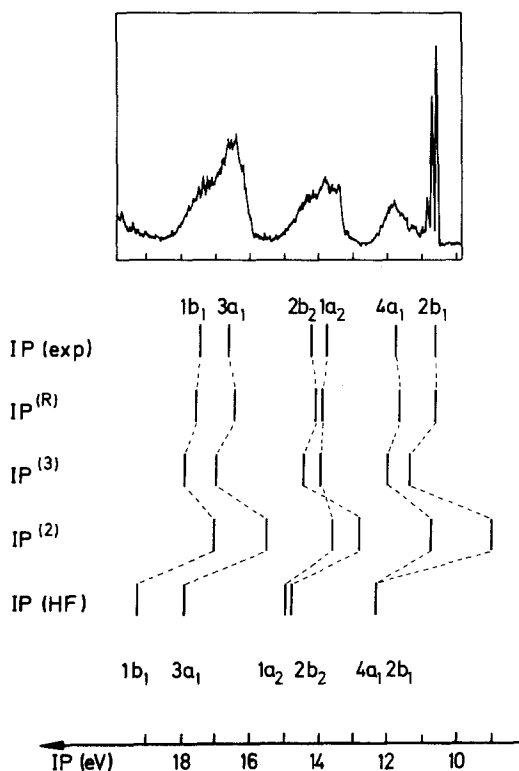 1b₁ 3a₁ 2b₂ 1a₂ 4a₁ 2b₁
IP (exp)
IP⁽ᴿ⁾
IP⁽³⁾
IP⁽²⁾
IP (HF)
1b₁ 3a₁ 1a₂ 2b₂ 4a₁ 2b₁
IP (eV) 18 16 14 12 10